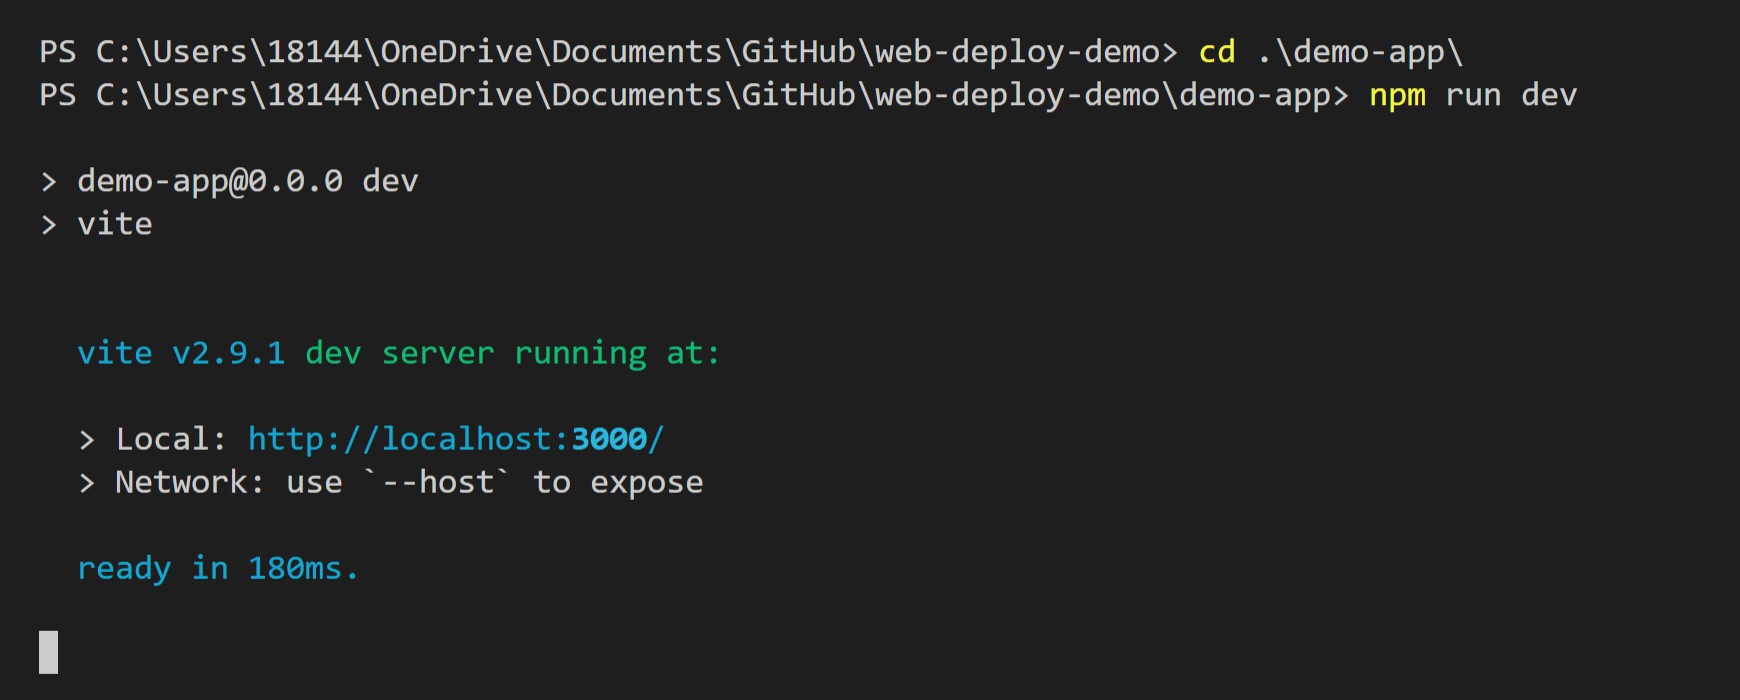 PS C:\Users\18144\OneDrive\Documents\GitHub\web-deploy-demo> cd .\demo-app\
PS C:\Users\18144\OneDrive\Documents\GitHub\web-deploy-demo\demo-app> npm run dev
> demo-app@0.0.0 dev
> vite
vite v2.9.1 dev server running at:
> Local: http://localhost:3000/
> Network: use `--host` to expose
ready in 180ms.